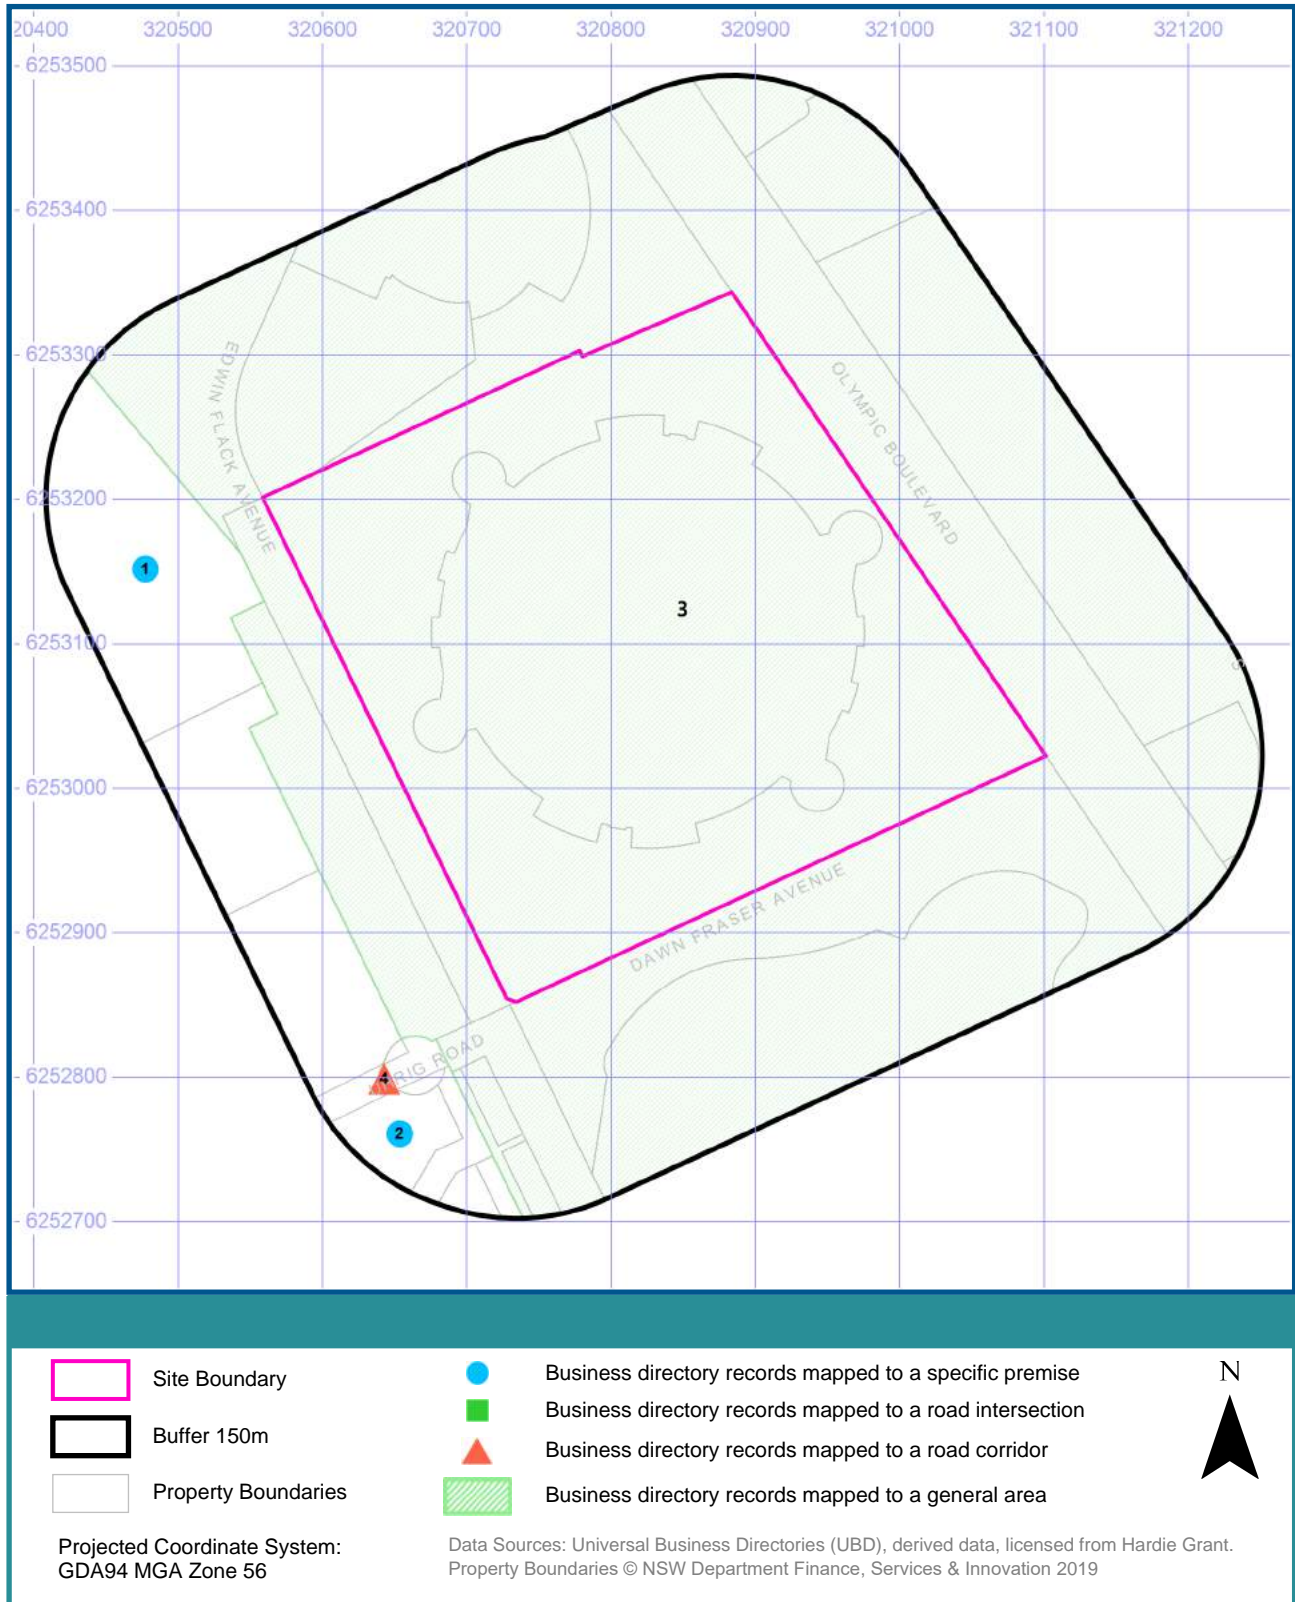 20400 320500 320600 320700 320800 320900 321000 321100 321200
6253500
6253400
6253300
EDWIN FLACK AVENUE
OLYMPIC BOULEVARD
6253200
1
3
6253100
S
6253000
6252900
DAWN FRASER AVENUE
ROAD
6252800
4
2
6252700
Site Boundary
Buffer 150m
Property Boundaries
Projected Coordinate System:
GDA94 MGA Zone 56
Business directory records mapped to a specific premise
Business directory records mapped to a road intersection
Business directory records mapped to a road corridor
Business directory records mapped to a general area
Data Sources: Universal Business Directories (UBD), derived data, licensed from Hardie Grant.
Property Boundaries © NSW Department Finance, Services & Innovation 2019
N